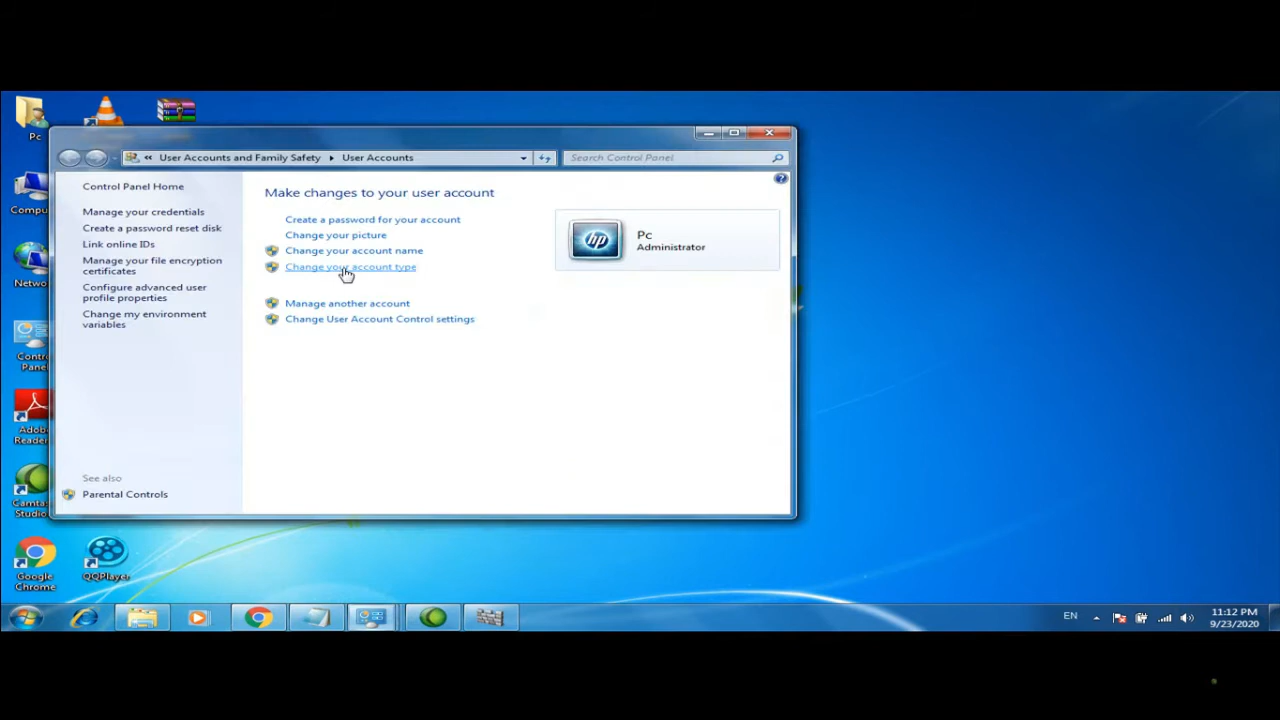 Pc
Compu
Netwo
Contr
Panel
Adob
Reader
Camta
Studio
Google
Chrome
QQPlayer
« User Accounts and Family Safety ▸ User Accounts
Search Control Panel
Control Panel Home
Manage your credentials
Create a password reset disk
Link online IDs
Manage your file encryption
certificates
Configure advanced user
profile properties
Change my environment
variables
See also
Parental Controls
Make changes to your user account
Create a password for your account
Change your picture
Change your account name
Change your account type
Manage another account
Change User Account Control settings
hp
Pc
Administrator
EN
11:12 PM
9/23/2020